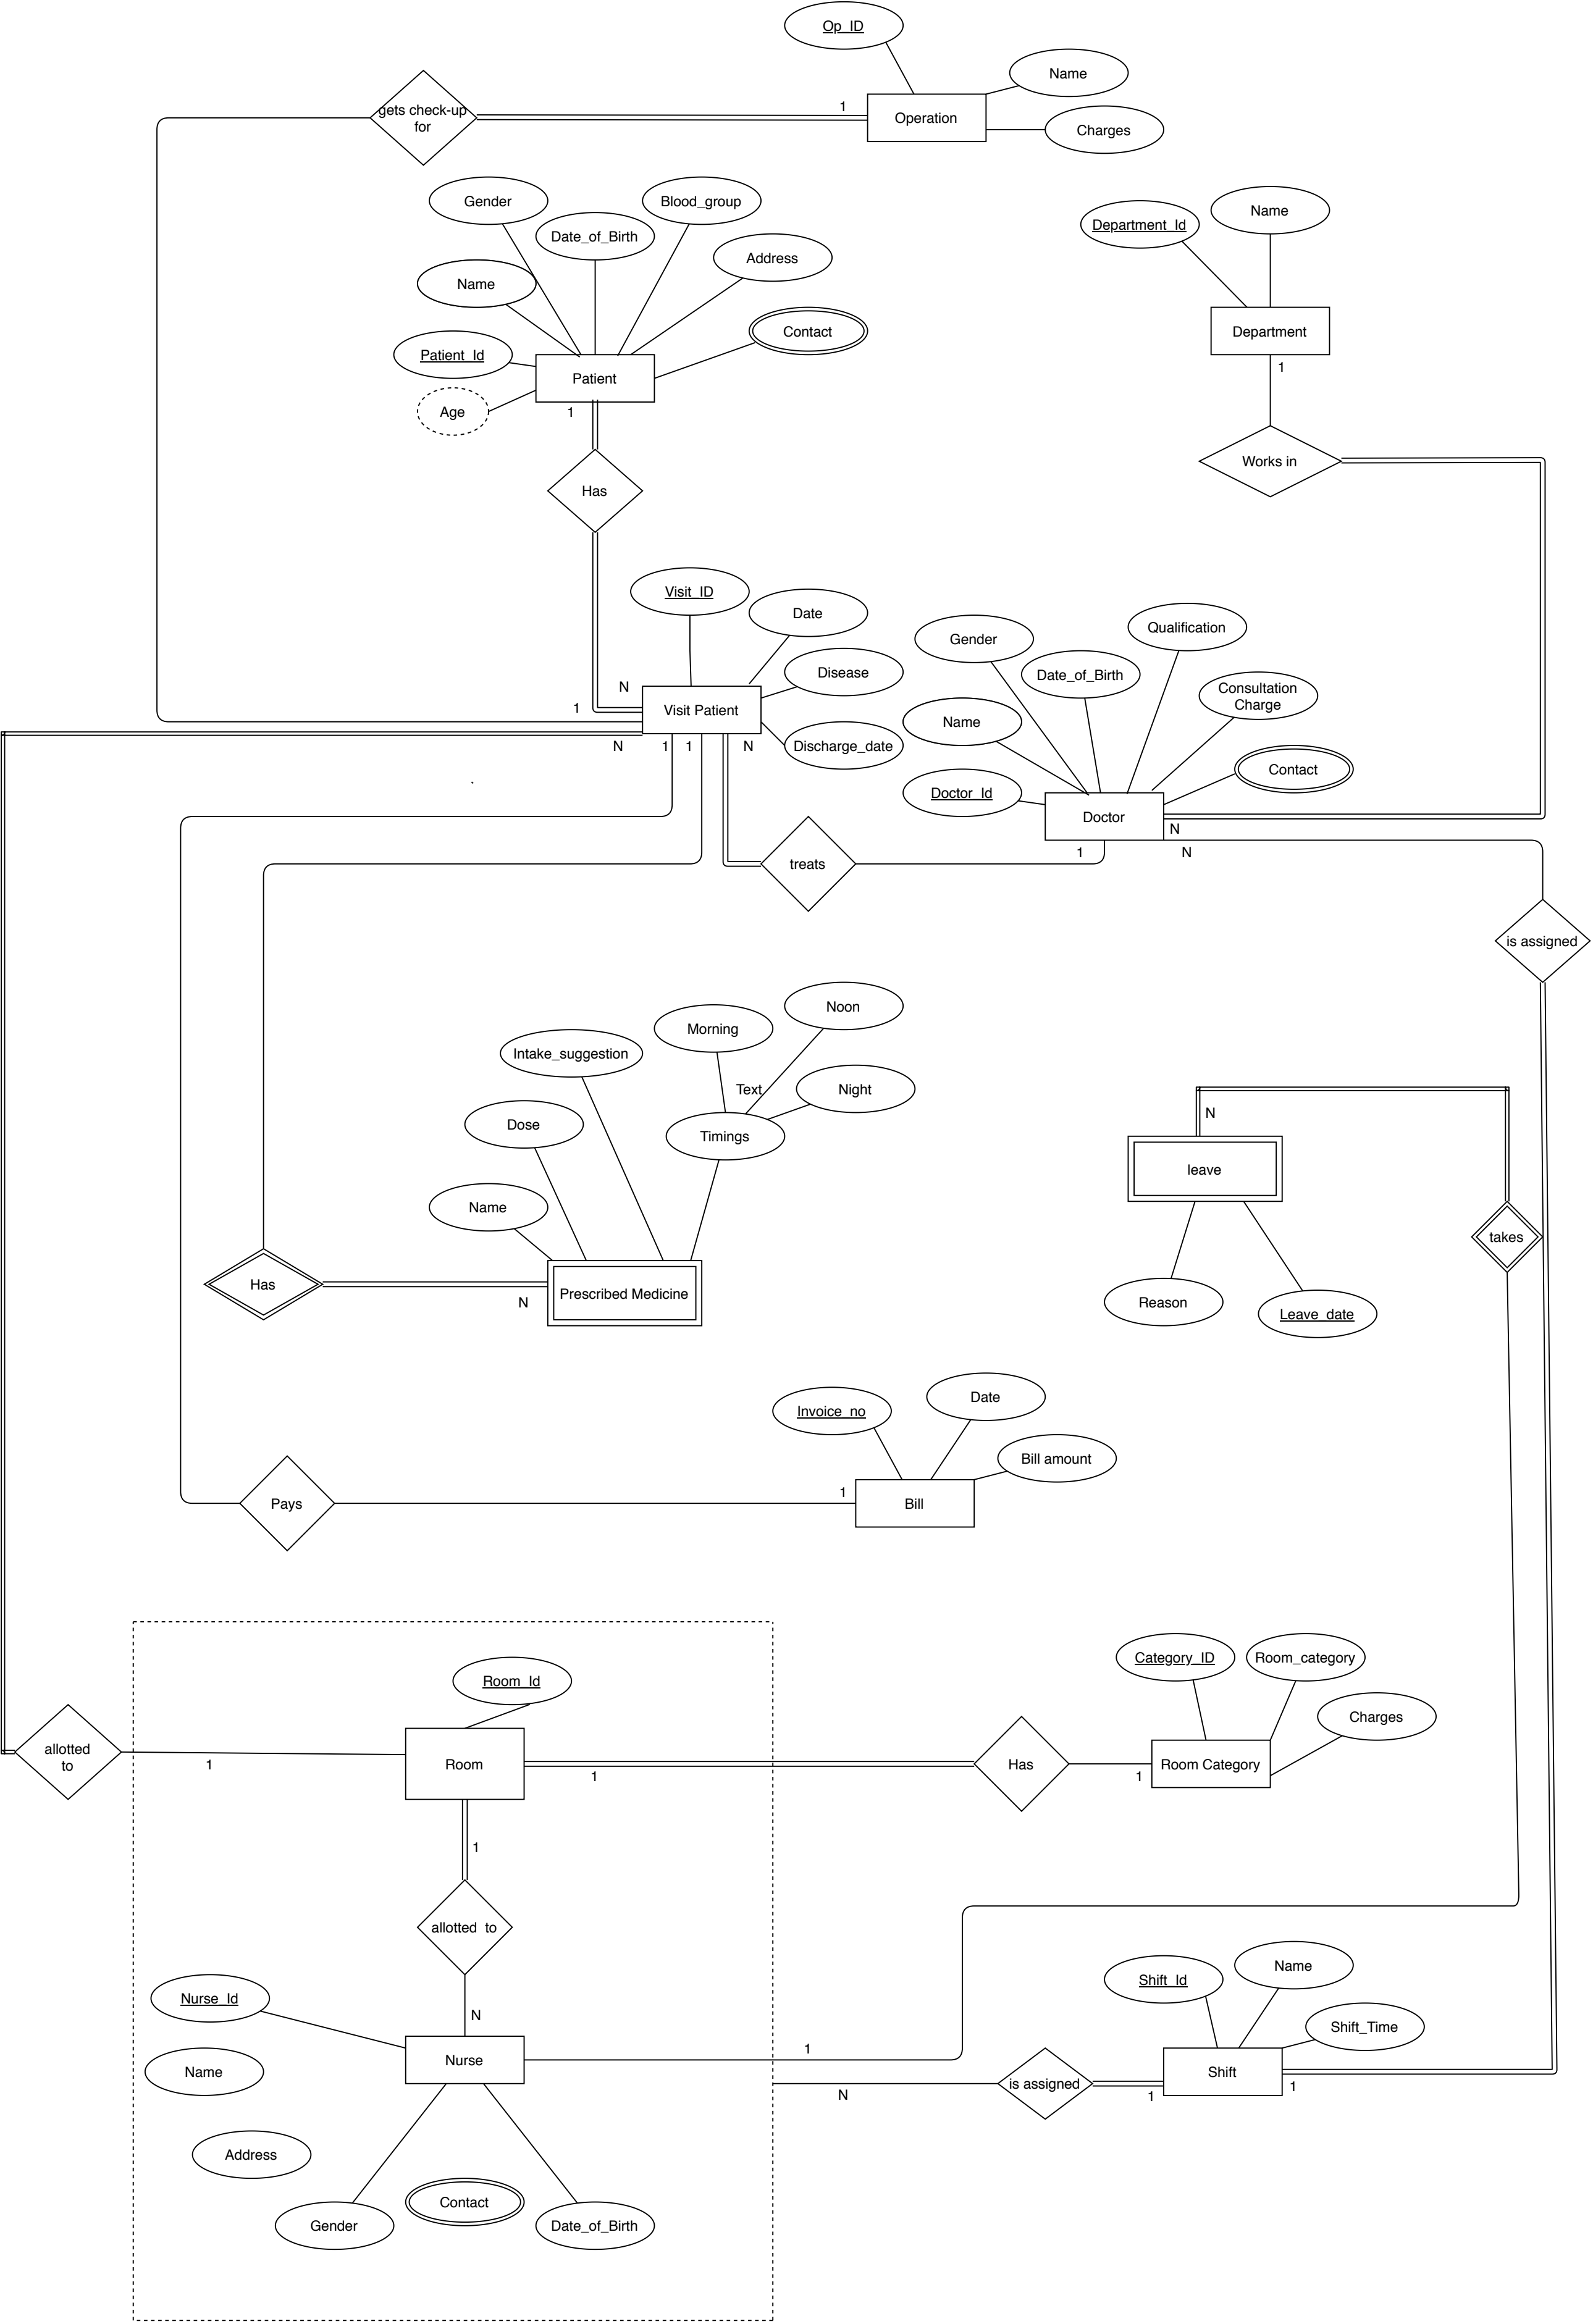 Op_ID
Name
gets check-up
for
1
Operation
Charges
Gender
Blood_group
Date_of_Birth
Address
Name
Contact
Patient_Id
Patient
Age
1
Department_Id
Name
Department
1
Has
Works in
Visit_ID
Date
Disease
N
Visit Patient
1
Discharge_date
N
1
1
N
Gender
Qualification
Date_of_Birth
Consultation
Charge
Name
Contact
Doctor_Id
Doctor
N
1
N
`
treats
is assigned
Noon
Morning
Intake_suggestion
Text
Night
Dose
Timings
Name
Has
Prescribed Medicine
N
N
leave
takes
Reason
Leave_date
Invoice_no
Date
Bill amount
Pays
1
Bill
Room_Id
Category_ID
Room_category
Charges
allotted
to
1
Room
1
Has
1
Room Category
1
allotted  to
N
Nurse_Id
Name
Nurse
1
Address
Gender
Contact
Date_of_Birth
Shift_Id
Name
Shift_Time
Shift
is assigned
N
1
1